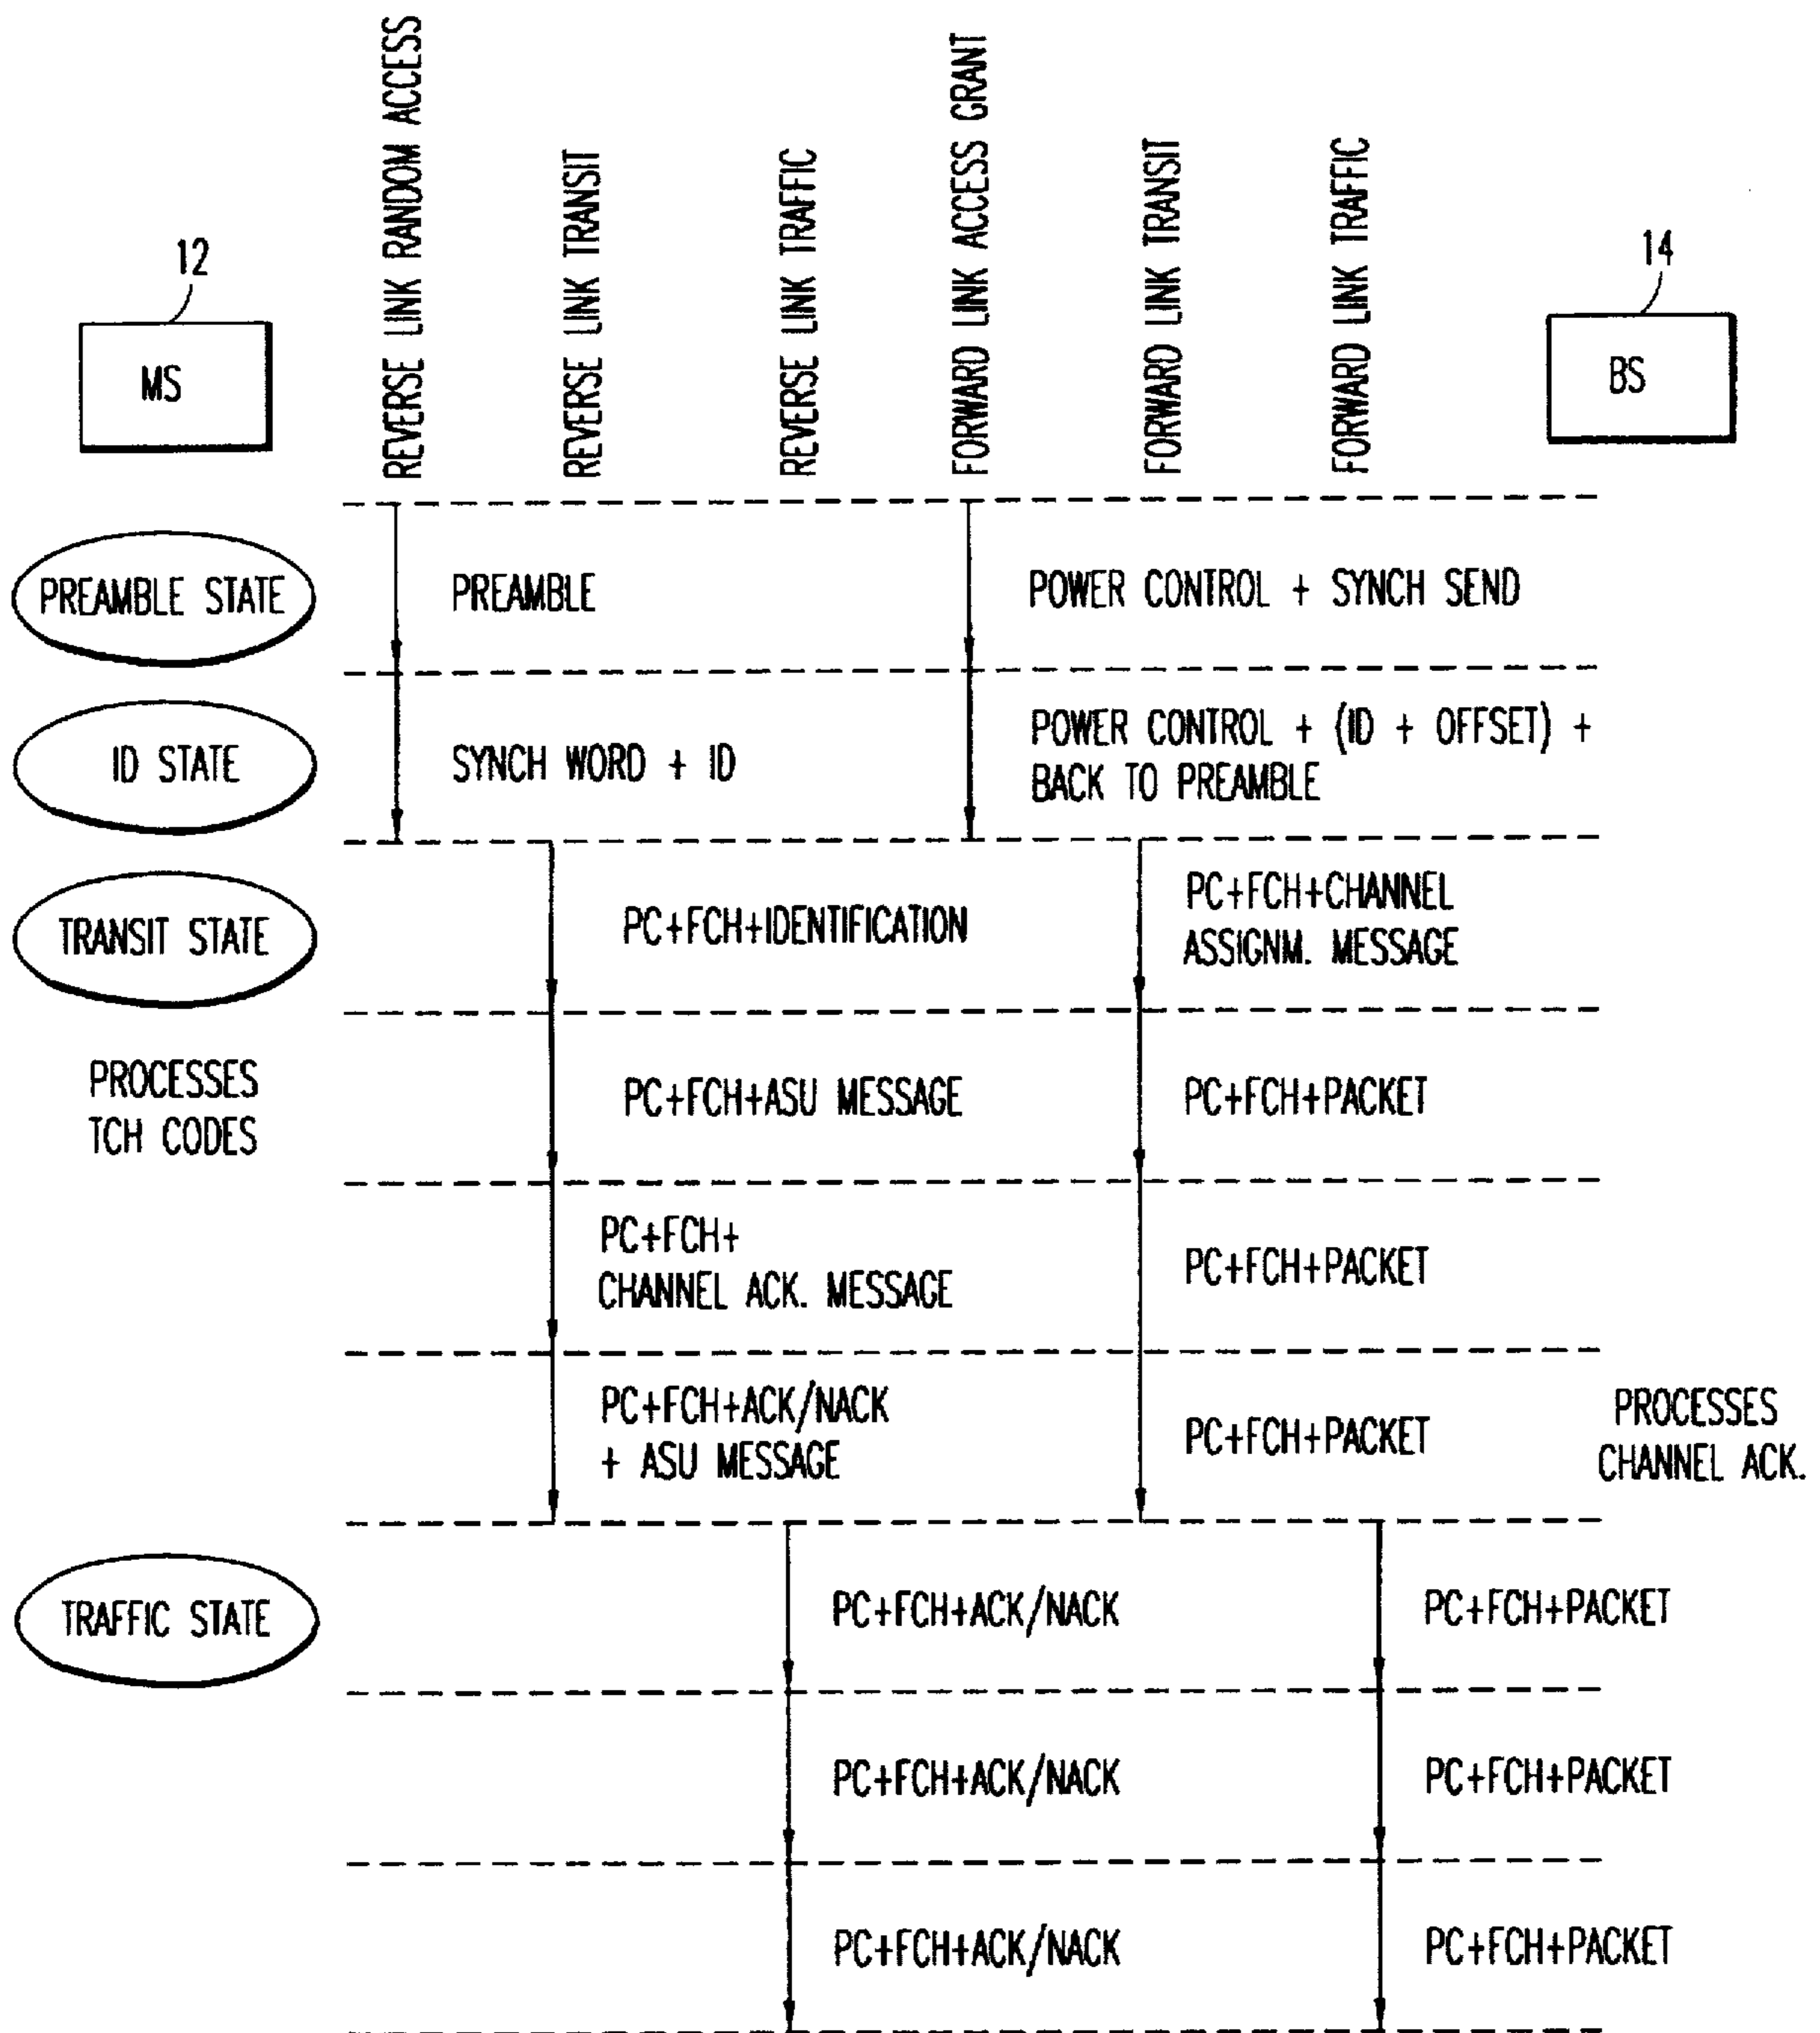 REVERSE LINK RANDOM ACCESS
REVERSE LINK TRANSIT
REVERSE LINK TRAFFIC
FORWARD LINK ACCESS GRANT
FORWARD LINK TRANSIT
FORWARD LINK TRAFFIC
12
MS
14
BS
PREAMBLE STATE
PREAMBLE
POWER CONTROL + SYNCH SEND
ID STATE
SYNCH WORD + ID
POWER CONTROL + (ID + OFFSET) +
BACK TO PREAMBLE
TRANSIT STATE
PC+FCH+IDENTIFICATION
PC+FCH+CHANNEL
ASSIGNM. MESSAGE
PROCESSES
TCH CODES
PC+FCH+ASU MESSAGE
PC+FCH+PACKET
PC+FCH+
CHANNEL ACK. MESSAGE
PC+FCH+PACKET
PC+FCH+ACK/NACK
+ ASU MESSAGE
PC+FCH+PACKET
PROCESSES
CHANNEL ACK.
TRAFFIC STATE
PC+FCH+ACK/NACK
PC+FCH+PACKET
PC+FCH+ACK/NACK
PC+FCH+PACKET
PC+FCH+ACK/NACK
PC+FCH+PACKET